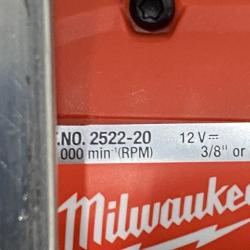 .NO. 2522-20 12 V⎓
000 min⁻¹(RPM) 3/8" or
Milwaukee